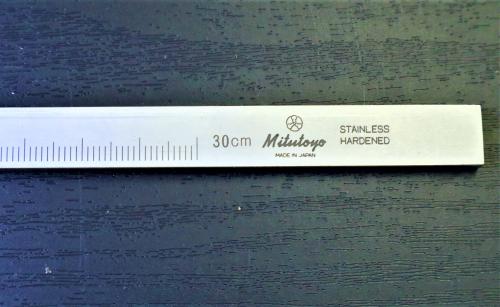 30cm
Mitutoyo
MADE IN JAPAN
STAINLESS
HARDENED